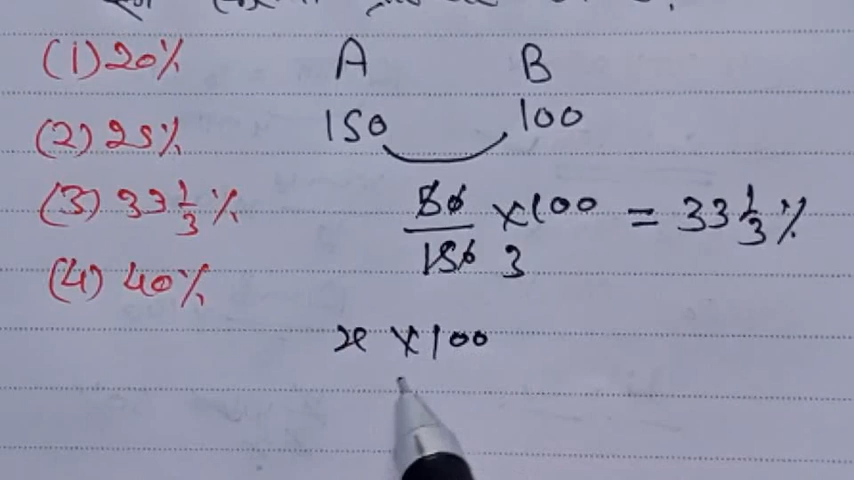 (1) 20%
(2) 25%
(3) 33 1/3 %
(4) 40%
A B
150 100
50/150 3 ×100 = 33 1/3 %
x ×100